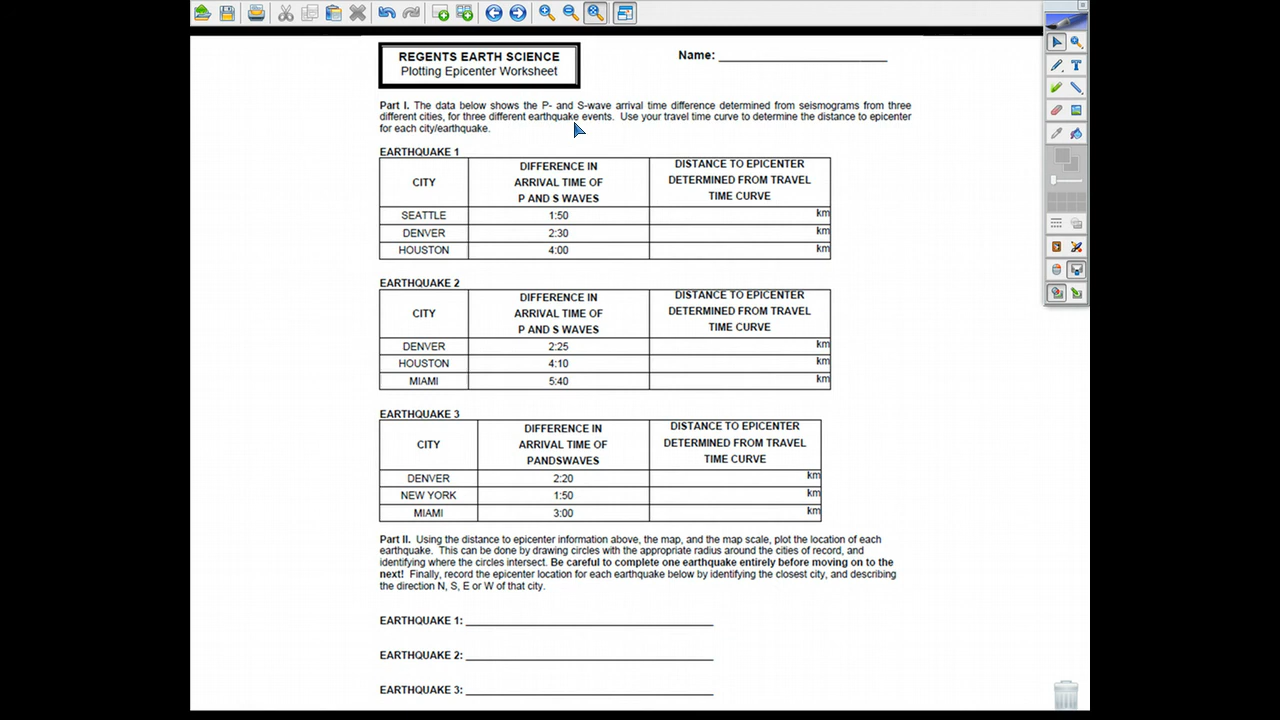 REGENTS EARTH SCIENCE
Plotting Epicenter Worksheet
Name: ___________________________
Part I. The data below shows the P- and S-wave arrival time difference determined from seismograms from three
different cities, for three different earthquake events. Use your travel time curve to determine the distance to epicenter
for each city/earthquake.
EARTHQUAKE 1
CITY
DIFFERENCE IN
ARRIVAL TIME OF
P AND S WAVES
DISTANCE TO EPICENTER
DETERMINED FROM TRAVEL
TIME CURVE
SEATTLE 1:50 km
DENVER 2:30 km
HOUSTON 4:00 km
EARTHQUAKE 2
CITY
DIFFERENCE IN
ARRIVAL TIME OF
P AND S WAVES
DISTANCE TO EPICENTER
DETERMINED FROM TRAVEL
TIME CURVE
DENVER 2:25 km
HOUSTON 4:10 km
MIAMI 5:40 km
EARTHQUAKE 3
CITY
DIFFERENCE IN
ARRIVAL TIME OF
PANDSWAVES
DISTANCE TO EPICENTER
DETERMINED FROM TRAVEL
TIME CURVE
DENVER 2:20 km
NEW YORK 1:50 km
MIAMI 3:00 km
Part II. Using the distance to epicenter information above, the map, and the map scale, plot the location of each
earthquake. This can be done by drawing circles with the appropriate radius around the cities of record, and
identifying where the circles intersect. Be careful to complete one earthquake entirely before moving on to the
next! Finally, record the epicenter location for each earthquake below by identifying the closest city, and describing
the direction N, S, E or W of that city.
EARTHQUAKE 1: ________________________________________
EARTHQUAKE 2: ________________________________________
EARTHQUAKE 3: ________________________________________